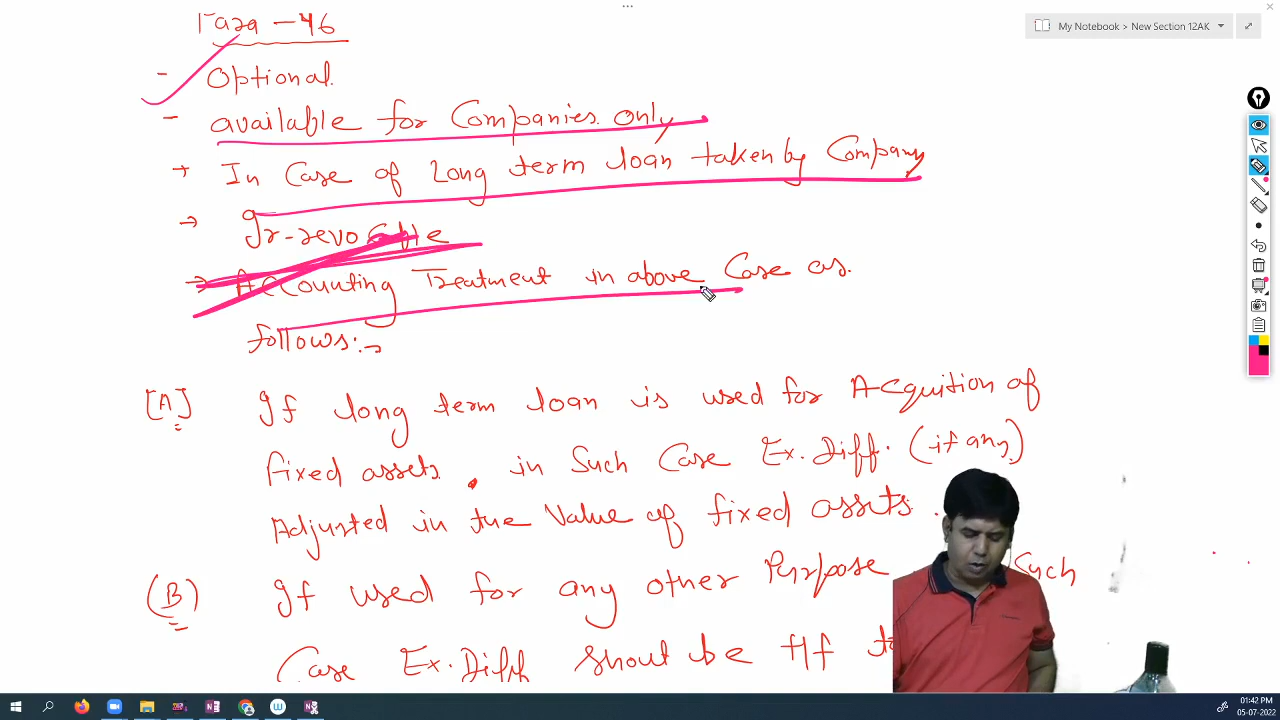 My Notebook > New Section 12AK
Para - 46
- Optional.
- available for Companies only
→ In Case of Long term loan taken by Company
→ Ir-revocable
→ Accounting Treatment in above Case as
follows:-
[A] If long term loan is used for Acquition of
fixed assets, in Such Case Ex. Diff. (if any)
Adjusted in the Value of fixed assets.
(B) If used for any other Purpose Such
Case Ex. Diff shout be tff to
W
01:42 PM
05-07-2022